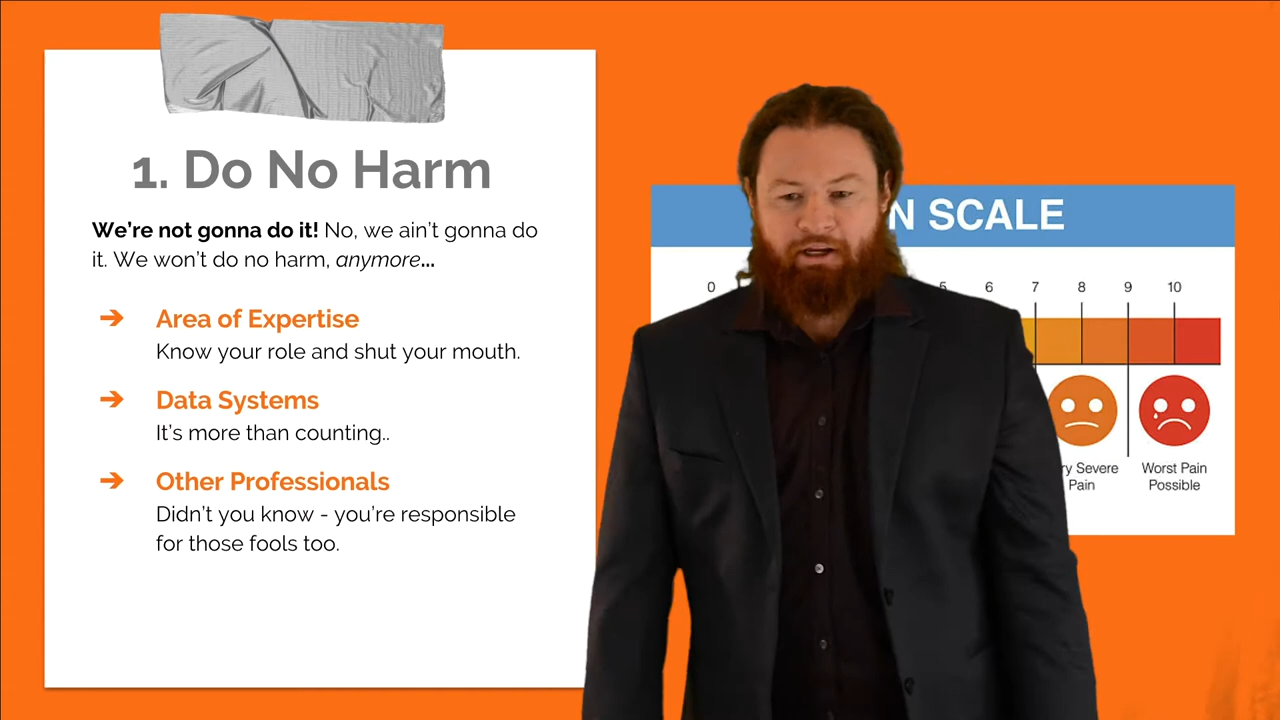 1. Do No Harm
We're not gonna do it! No, we ain't gonna do
it. We won't do no harm, anymore...
➔ Area of Expertise
Know your role and shut your mouth.
➔ Data Systems
It's more than counting..
➔ Other Professionals
Didn't you know - you're responsible
for those fools too.
SCALE
0 5 6 7 8 9 10
Severe
Pain
Worst Pain
Possible